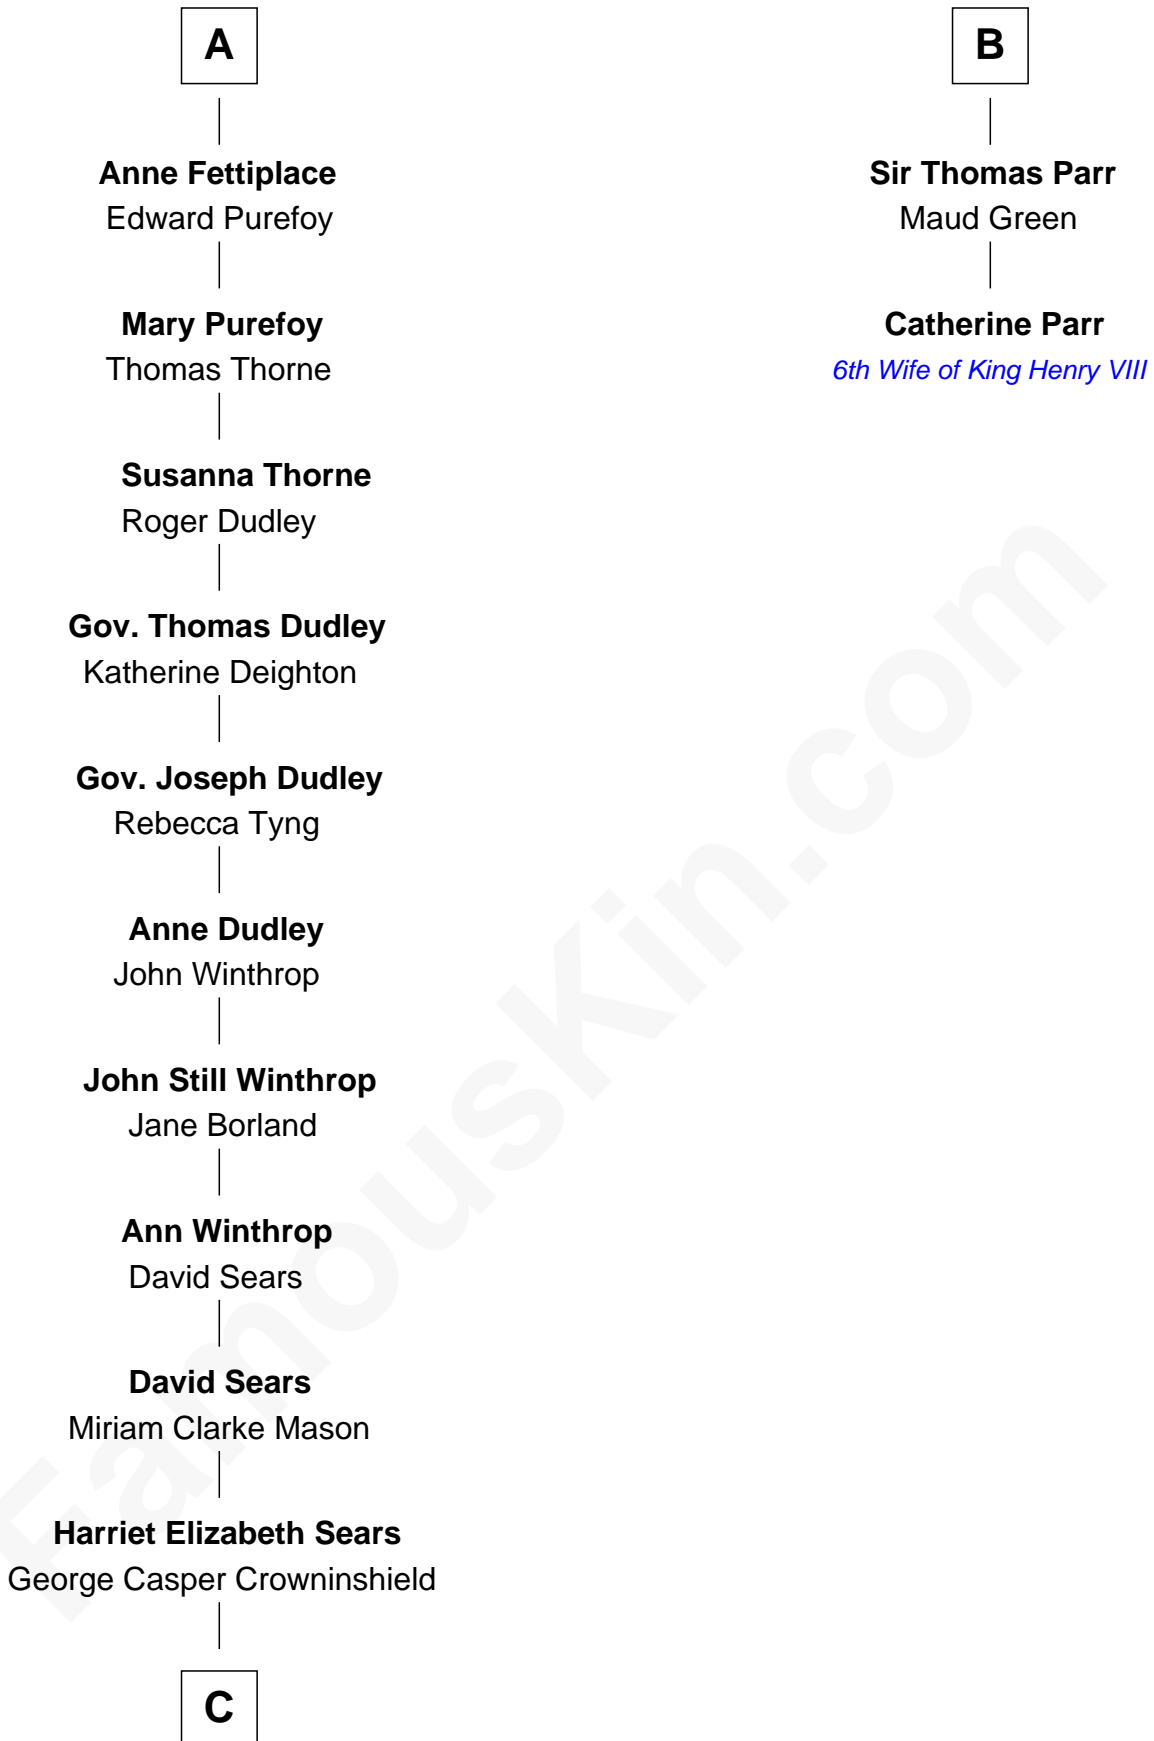 A
Anne Fettiplace
Edward Purefoy
Mary Purefoy
Thomas Thorne
Susanna Thorne
Roger Dudley
Gov. Thomas Dudley
Katherine Deighton
Gov. Joseph Dudley
Rebecca Tyng
Anne Dudley
John Winthrop
John Still Winthrop
Jane Borland
Ann Winthrop
David Sears
David Sears
Miriam Clarke Mason
Harriet Elizabeth Sears
George Casper Crowninshield
C
B
Sir Thomas Parr
Maud Green
Catherine Parr
6th Wife of King Henry VIII
FamousKin.com